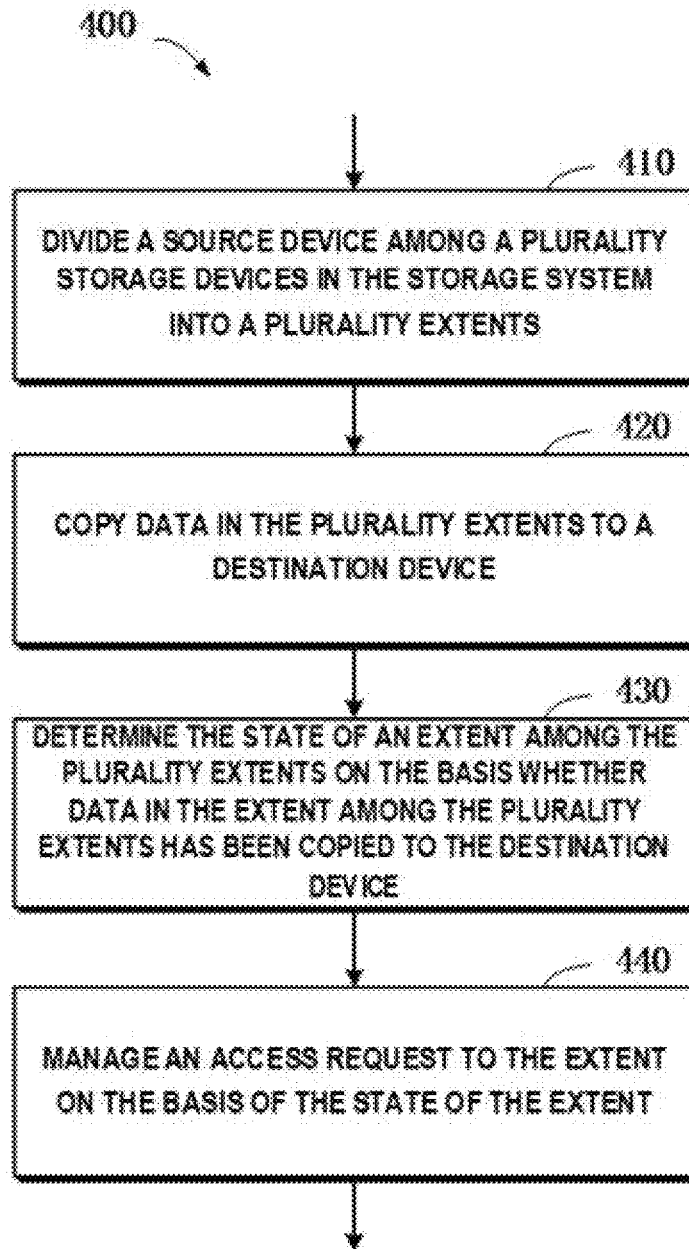 400
410
DIVIDE A SOURCE DEVICE AMONG A PLURALITY
STORAGE DEVICES IN THE STORAGE SYSTEM
INTO A PLURALITY EXTENTS
420
COPY DATA IN THE PLURALITY EXTENTS TO A
DESTINATION DEVICE
430
DETERMINE THE STATE OF AN EXTENT AMONG THE
PLURALITY EXTENTS ON THE BASIS WHETHER
DATA IN THE EXTENT AMONG THE PLURALITY
EXTENTS HAS BEEN COPIED TO THE DESTINATION
DEVICE
440
MANAGE AN ACCESS REQUEST TO THE EXTENT
ON THE BASIS OF THE STATE OF THE EXTENT